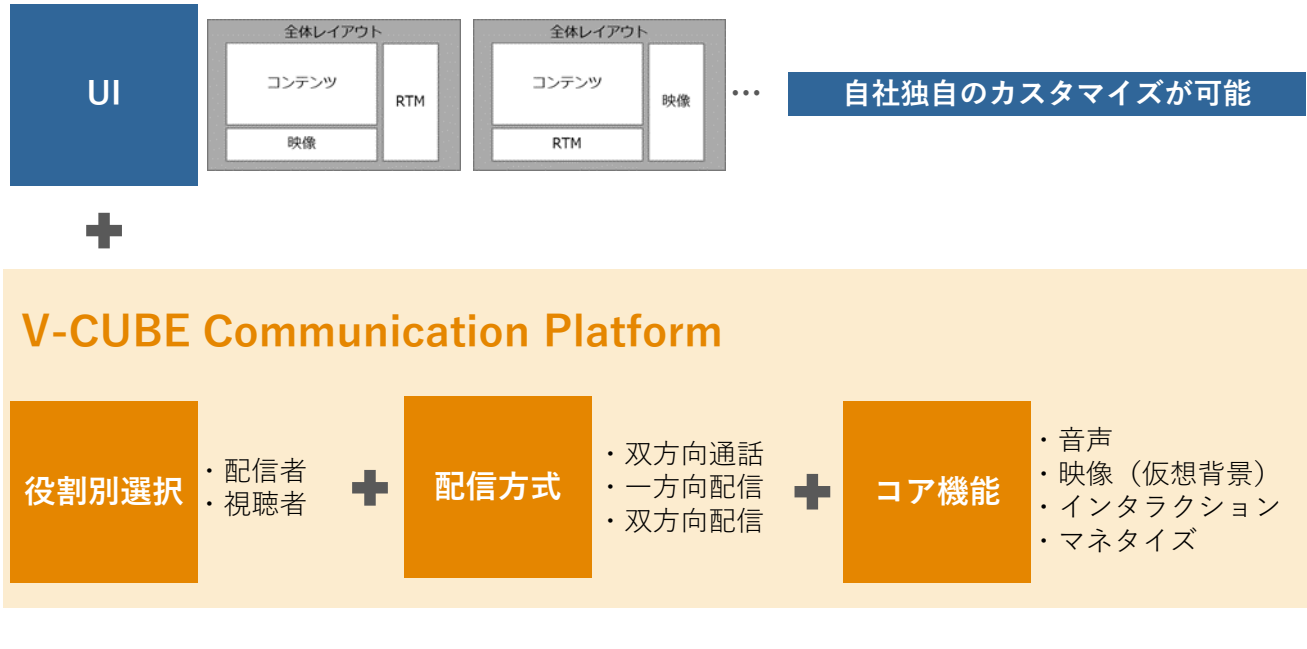 UI
全体レイアウト
コンテンツ
RTM
映像
全体レイアウト
コンテンツ
映像
RTM
…
自社独自のカスタマイズが可能
V-CUBE Communication Platform
役割別選択
・配信者
・視聴者
配信方式
・双方向通話
・一方向配信
・双方向配信
コア機能
・音声
・映像（仮想背景）
・インタラクション
・マネタイズ